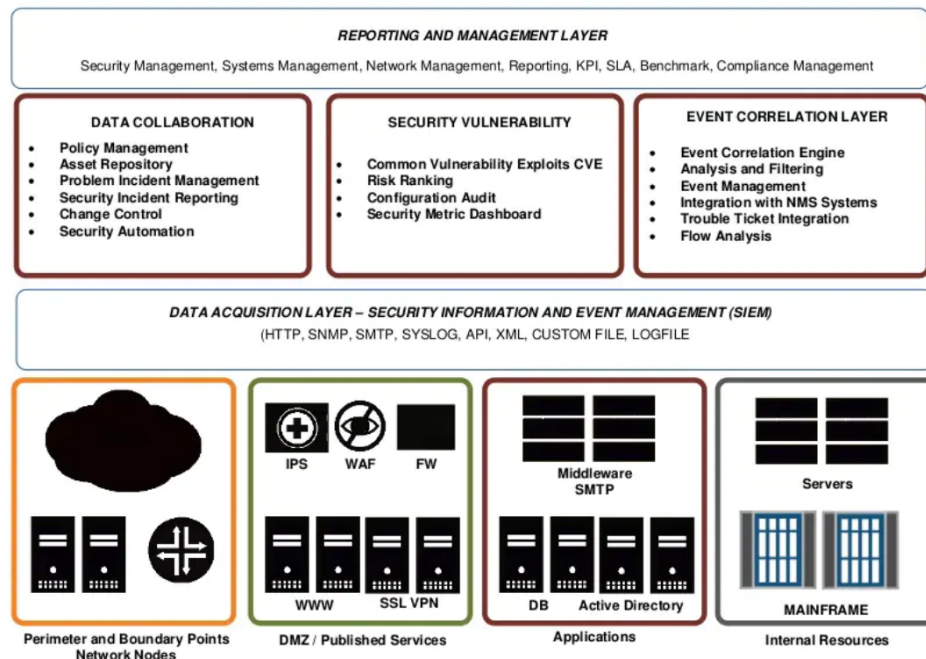 REPORTING AND MANAGEMENT LAYER
Security Management, Systems Management, Network Management, Reporting, KPI, SLA, Benchmark, Compliance Management
DATA COLLABORATION
• Policy Management
• Asset Repository
• Problem Incident Management
• Security Incident Reporting
• Change Control
• Security Automation
SECURITY VULNERABILITY
• Common Vulnerability Exploits CVE
• Risk Ranking
• Configuration Audit
• Security Metric Dashboard
EVENT CORRELATION LAYER
• Event Correlation Engine
• Analysis and Filtering
• Event Management
• Integration with NMS Systems
• Trouble Ticket Integration
• Flow Analysis
DATA ACQUISITION LAYER – SECURITY INFORMATION AND EVENT MANAGEMENT (SIEM)
(HTTP, SNMP, SMTP, SYSLOG, API, XML, CUSTOM FILE, LOGFILE
Perimeter and Boundary Points
Network Nodes
IPS WAF FW
WWW SSL VPN
DMZ / Published Services
Middleware
SMTP
DB Active Directory
Applications
Servers
MAINFRAME
Internal Resources